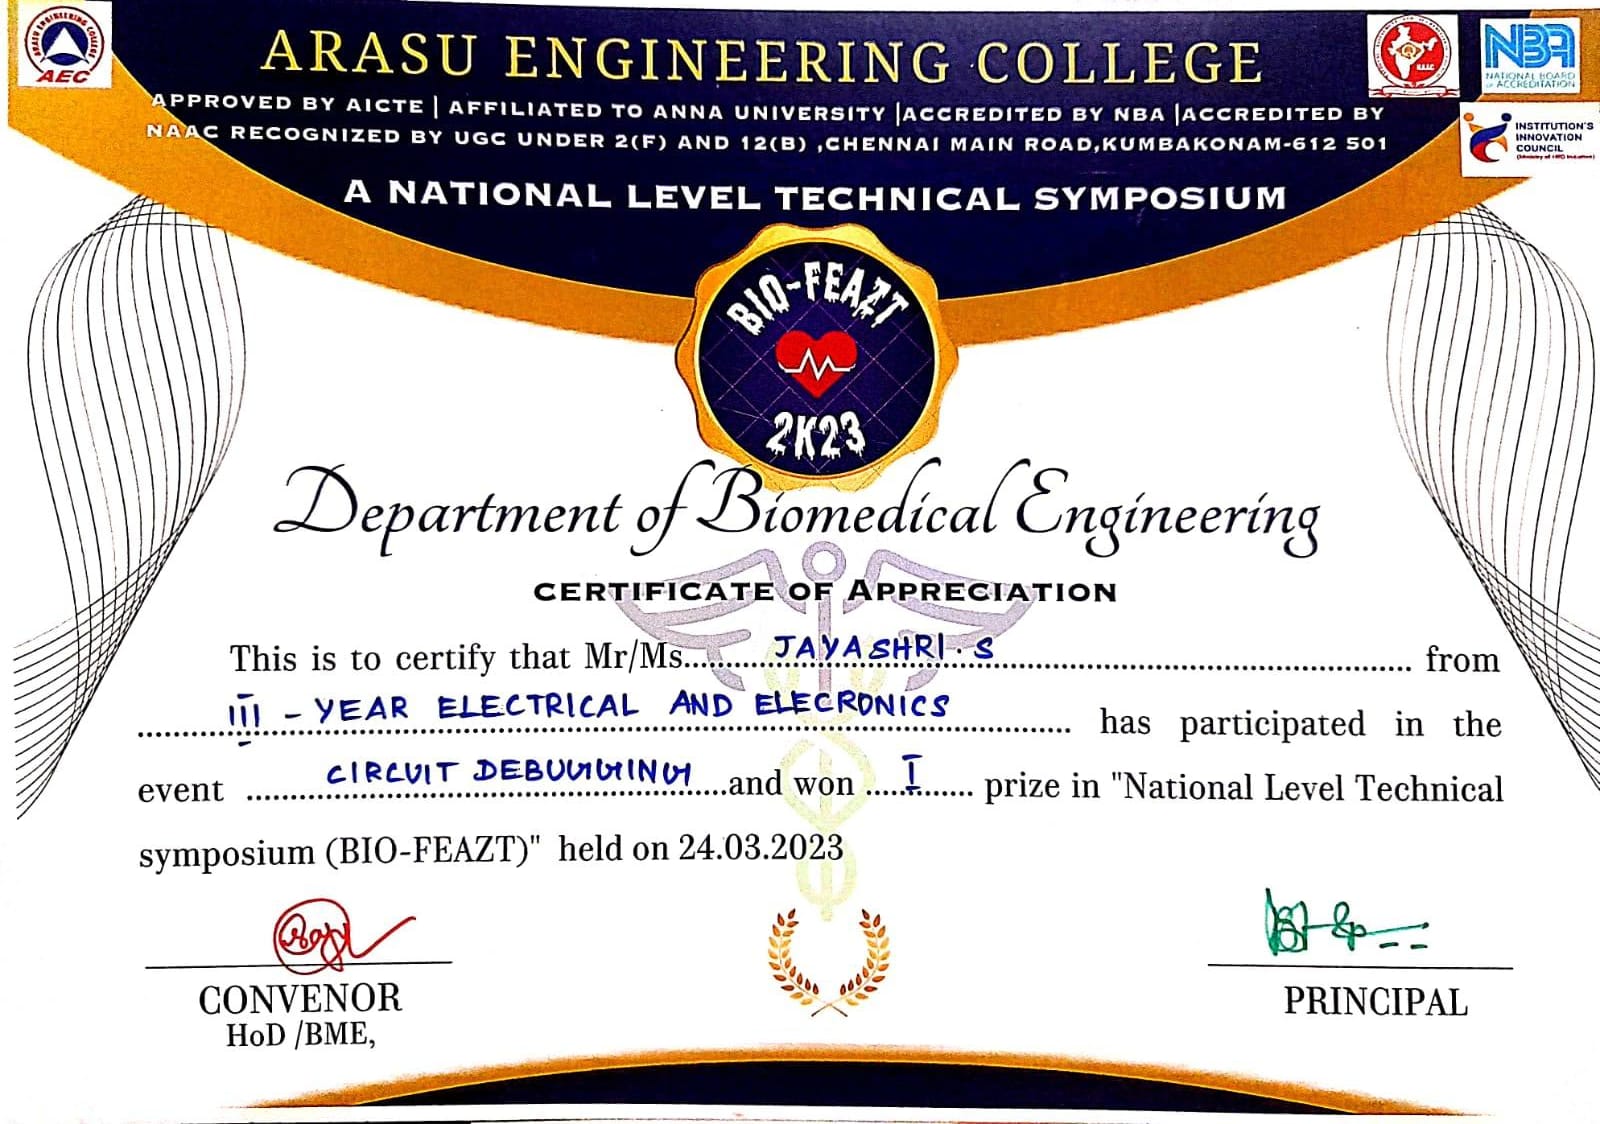 ARASU ENGINEERING COLLEGE
AEC
APPROVED BY AICTE | AFFILIATED TO ANNA UNIVERSITY |ACCREDITED BY NBA |ACCREDITED BY
NAAC RECOGNIZED BY UGC UNDER 2(F) AND 12(B) ,CHENNAI MAIN ROAD,KUMBAKONAM-612 501
NBA
NATIONAL BOARD
of ACCREDITATION
INSTITUTION'S
INNOVATION
COUNCIL
(Ministry of HRD Initiative)
A NATIONAL LEVEL TECHNICAL SYMPOSIUM
BIO-FEAZT
2K23
Department of Biomedical Engineering
CERTIFICATE OF APPRECIATION
This is to certify that Mr/Ms. JAYASHRI.S from
III - YEAR ELECTRICAL AND ELECRONICS has participated in the
event CIRCUIT DEBUGGING and won I prize in "National Level Technical
symposium (BIO-FEAZT)" held on 24.03.2023
CONVENOR
HoD /BME,
PRINCIPAL